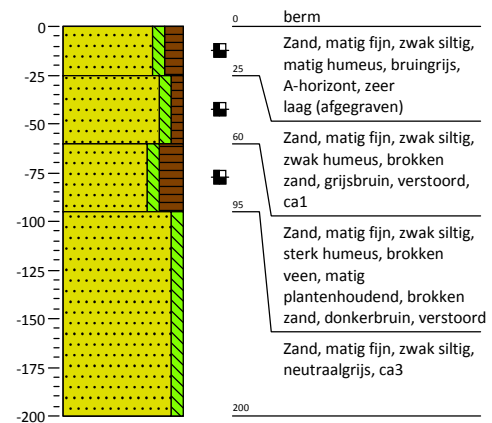 0
-25
-50
-75
-100
-125
-150
-175
-200
0 berm
Zand, matig fijn, zwak siltig,
matig humeus, bruingrijs,
A-horizont, zeer
laag (afgegraven)
25
Zand, matig fijn, zwak siltig,
zwak humeus, brokken
zand, grijsbruin, verstoord,
ca1
60
Zand, matig fijn, zwak siltig,
sterk humeus, brokken
veen, matig
plantenhoudend, brokken
zand, donkerbruin, verstoord
95
Zand, matig fijn, zwak siltig,
neutraalgrijs, ca3
200